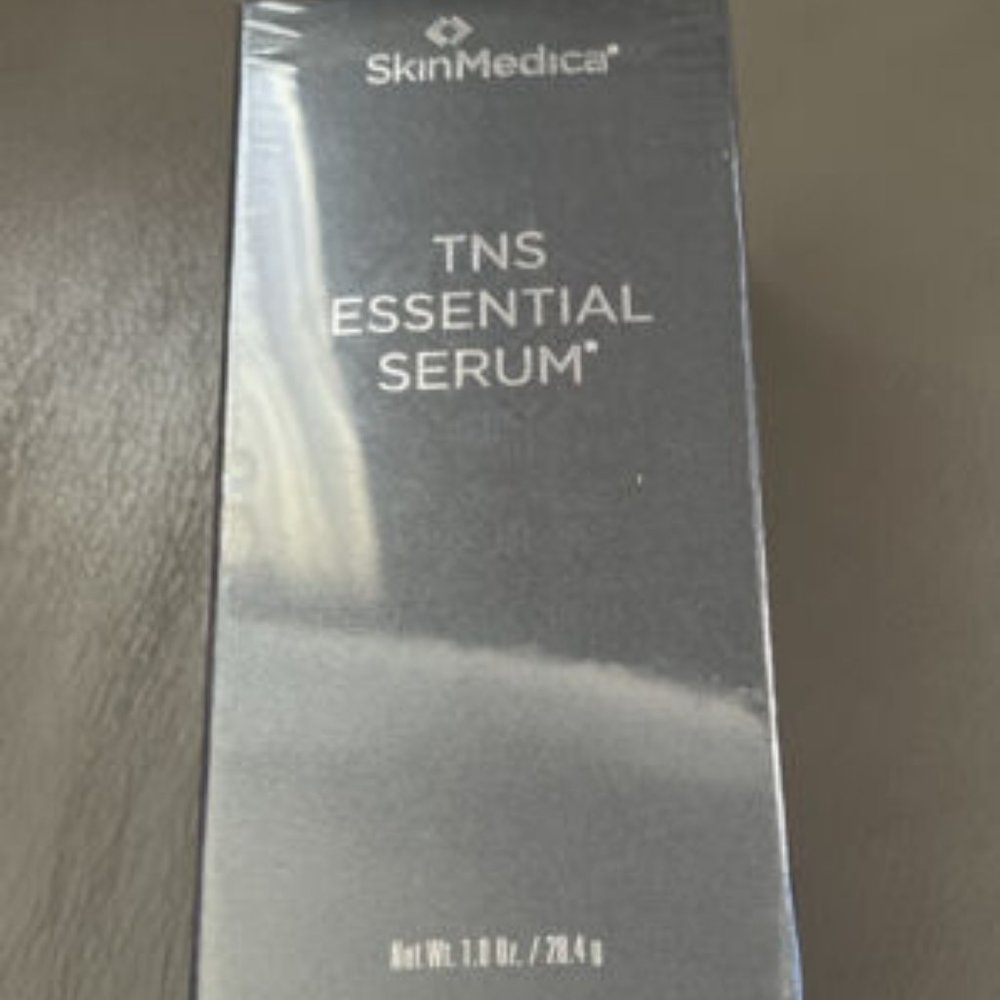 SkinMedica®
TNS
ESSENTIAL
SERUM®
Net Wt. 1.0 Oz. / 28.4 g